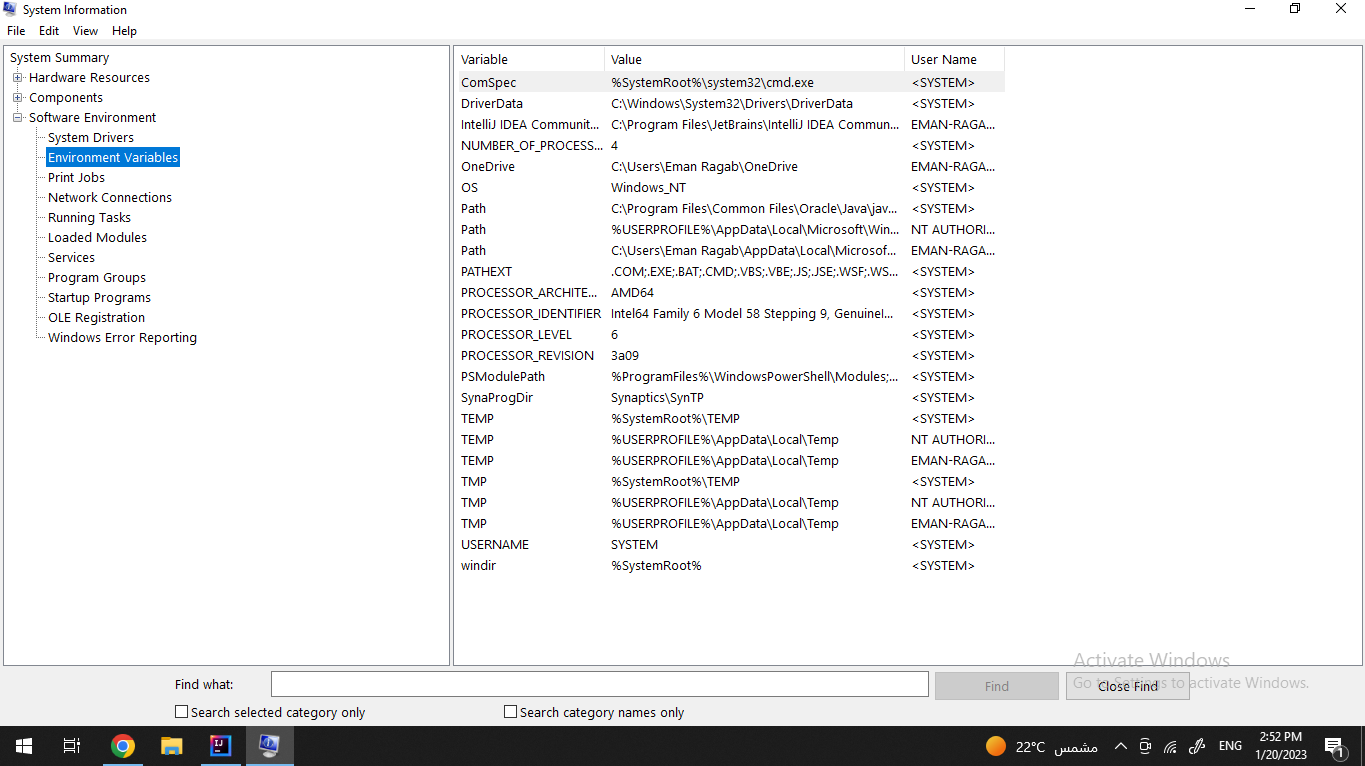 System Information
File Edit View Help
System Summary
Hardware Resources
Components
Software Environment
System Drivers
Environment Variables
Print Jobs
Network Connections
Running Tasks
Loaded Modules
Services
Program Groups
Startup Programs
OLE Registration
Windows Error Reporting
Variable Value User Name
ComSpec %SystemRoot%\system32\cmd.exe <SYSTEM>
DriverData C:\Windows\System32\Drivers\DriverData <SYSTEM>
IntelliJ IDEA Communit... C:\Program Files\JetBrains\IntelliJ IDEA Commun... EMAN-RAGA...
NUMBER_OF_PROCESS... 4 <SYSTEM>
OneDrive C:\Users\Eman Ragab\OneDrive EMAN-RAGA...
OS Windows_NT <SYSTEM>
Path C:\Program Files\Common Files\Oracle\Java\jav... <SYSTEM>
Path %USERPROFILE%\AppData\Local\Microsoft\Win... NT AUTHORI...
Path C:\Users\Eman Ragab\AppData\Local\Microsof... EMAN-RAGA...
PATHEXT .COM;.EXE;.BAT;.CMD;.VBS;.VBE;.JS;.JSE;.WSF;.WS... <SYSTEM>
PROCESSOR_ARCHITE... AMD64 <SYSTEM>
PROCESSOR_IDENTIFIER Intel64 Family 6 Model 58 Stepping 9, GenuineI... <SYSTEM>
PROCESSOR_LEVEL 6 <SYSTEM>
PROCESSOR_REVISION 3a09 <SYSTEM>
PSModulePath %ProgramFiles%\WindowsPowerShell\Modules;... <SYSTEM>
SynaProgDir Synaptics\SynTP <SYSTEM>
TEMP %SystemRoot%\TEMP <SYSTEM>
TEMP %USERPROFILE%\AppData\Local\Temp NT AUTHORI...
TEMP %USERPROFILE%\AppData\Local\Temp EMAN-RAGA...
TMP %SystemRoot%\TEMP <SYSTEM>
TMP %USERPROFILE%\AppData\Local\Temp NT AUTHORI...
TMP %USERPROFILE%\AppData\Local\Temp EMAN-RAGA...
USERNAME SYSTEM <SYSTEM>
windir %SystemRoot% <SYSTEM>
Activate Windows
Go to Settings to activate Windows.
Find what: Find Close Find
Search selected category only Search category names only
IJ
22°C مشمس ENG 2:52 PM
1/20/2023
1